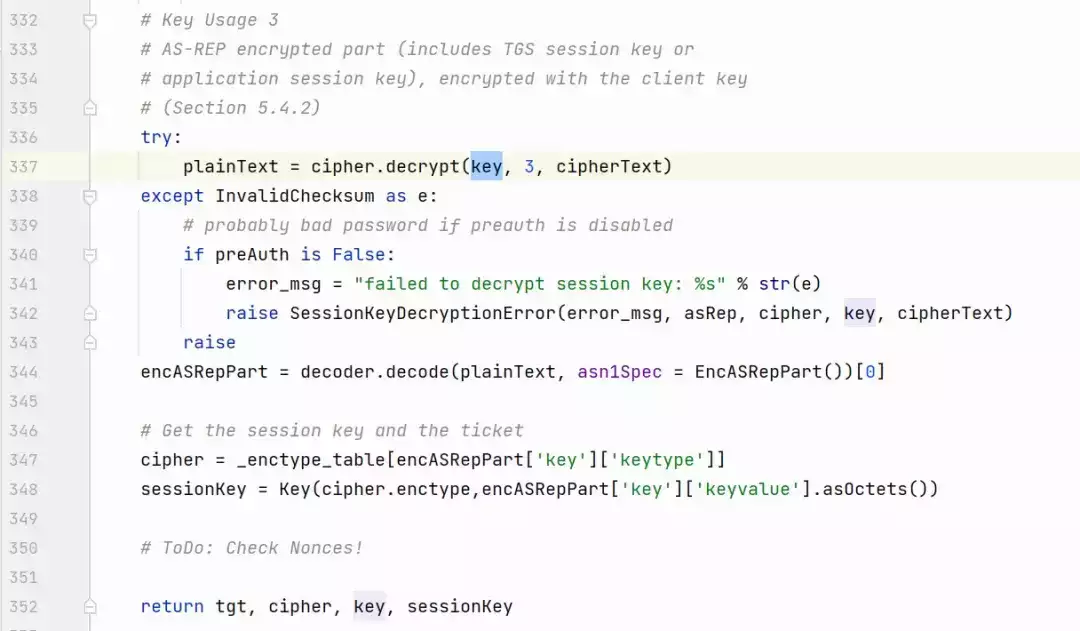 332 # Key Usage 3
333 # AS-REP encrypted part (includes TGS session key or
334 # application session key), encrypted with the client key
335 # (Section 5.4.2)
336 try:
337 plainText = cipher.decrypt(key, 3, cipherText)
338 except InvalidChecksum as e:
339 # probably bad password if preauth is disabled
340 if preAuth is False:
341 error_msg = "failed to decrypt session key: %s" % str(e)
342 raise SessionKeyDecryptionError(error_msg, asRep, cipher, key, cipherText)
343 raise
344 encASRepPart = decoder.decode(plainText, asn1Spec = EncASRepPart())[0]
345
346 # Get the session key and the ticket
347 cipher = _enctype_table[encASRepPart['key']['keytype']]
348 sessionKey = Key(cipher.enctype,encASRepPart['key']['keyvalue'].asOctets())
349
350 # ToDo: Check Nonces!
351
352 return tgt, cipher, key, sessionKey